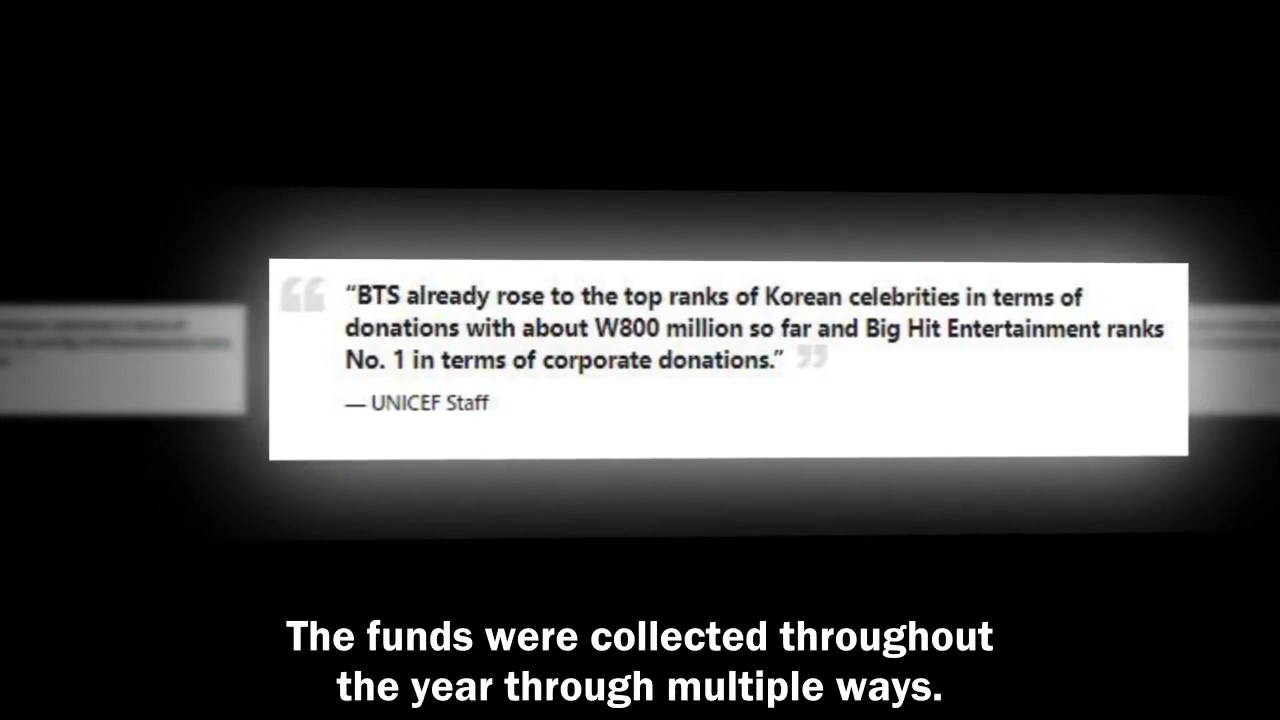 “BTS already rose to the top ranks of Korean celebrities in terms of
donations with about W800 million so far and Big Hit Entertainment ranks
No. 1 in terms of corporate donations.”
— UNICEF Staff
The funds were collected throughout
the year through multiple ways.